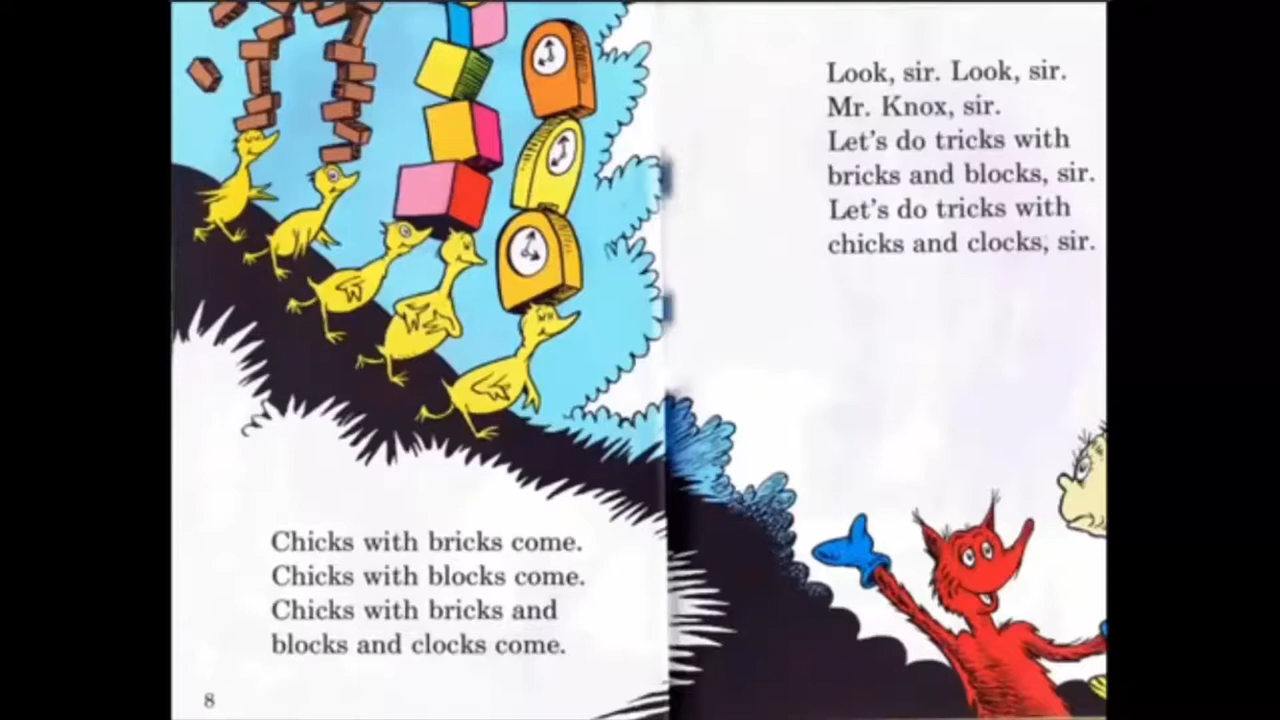 Chicks with bricks come.
Chicks with blocks come.
Chicks with bricks and
blocks and clocks come.
8
Look, sir. Look, sir.
Mr. Knox, sir.
Let's do tricks with
bricks and blocks, sir.
Let's do tricks with
chicks and clocks, sir.